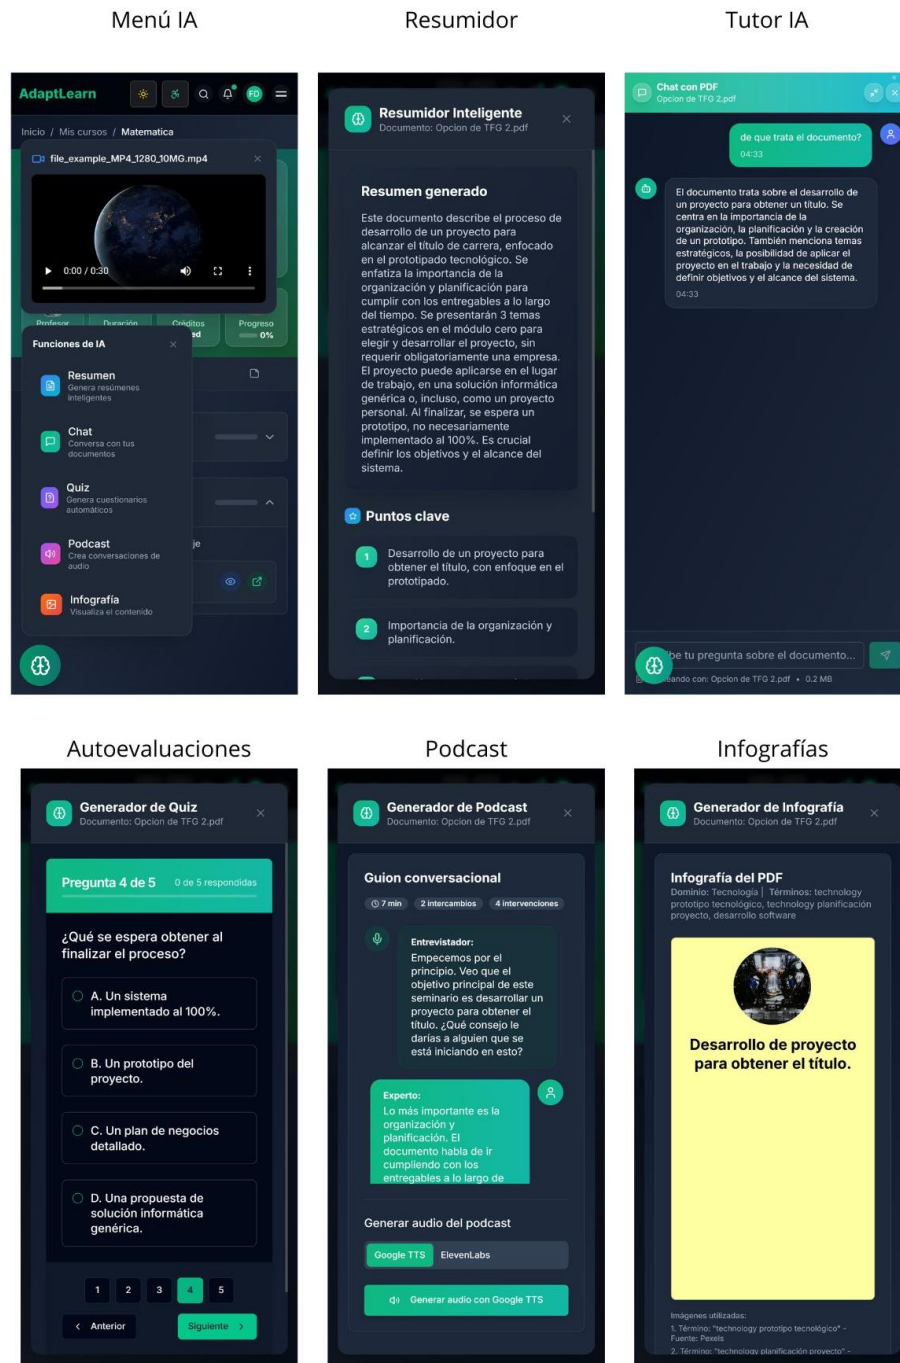 Menú IA
Resumidor
Tutor IA
AdaptLearn
FD
Inicio / Mis cursos / Matematica
file_example_MP4_1280_10MG.mp4
0:00 / 0:30
Profesor
Duración
Créditos
Progreso
0%
Funciones de IA
Resumen
Genera resúmenes
Inteligentes
Chat
Conversa con tus
documentos
Quiz
Genera cuestionarios
automáticos
Podcast
Crea conversaciones de
audio
Infografía
Visualiza el contenido
Resumidor Inteligente
Documento: Opcion de TFG 2.pdf
Resumen generado
Este documento describe el proceso de
desarrollo de un proyecto para
alcanzar el título de carrera, enfocado
en el prototipado tecnológico. Se
enfatiza la importancia de la
organización y planificación para
cumplir con los entregables a lo largo
del tiempo. Se presentarán 3 temas
estratégicos en el módulo cero para
elegir y desarrollar el proyecto, sin
requerir obligatoriamente una empresa.
El proyecto puede aplicarse en el lugar
de trabajo, en una solución informática
genérica o, incluso, como un proyecto
personal. Al finalizar, se espera un
prototipo, no necesariamente
implementado al 100%. Es crucial
definir los objetivos y el alcance del
sistema.
Puntos clave
1
Desarrollo de un proyecto para
obtener el título, con enfoque en el
prototipado.
2
Importancia de la organización y
planificación.
Chat con PDF
Opcion de TFG 2.pdf
de que trata el documento?
04:33
El documento trata sobre el desarrollo de
un proyecto para obtener un título. Se
centra en la importancia de la
organización, la planificación y la creación
de un prototipo. También menciona temas
estratégicos, la posibilidad de aplicar el
proyecto en el trabajo y la necesidad de
definir objetivos y el alcance del sistema.
04:33
be tu pregunta sobre el documento...
eando con: Opcion de TFG 2.pdf • 0.2 MB
Autoevaluaciones
Podcast
Infografías
Generador de Quiz
Documento: Opcion de TFG 2.pdf
Pregunta 4 de 5
0 de 5 respondidas
¿Qué se espera obtener al
finalizar el proceso?
A. Un sistema
implementado al 100%.
B. Un prototipo del
proyecto.
C. Un plan de negocios
detallado.
D. Una propuesta de
solución informática
genérica.
1 2 3 4 5
Anterior
Siguiente
Generador de Podcast
Documento: Opcion de TFG 2.pdf
Guion conversacional
7 min
2 intercambios
4 intervenciones
Entrevistador:
Empecemos por el
principio. Veo que el
objetivo principal de este
seminario es desarrollar un
proyecto para obtener el
título. ¿Qué consejo le
darías a alguien que se
está iniciando en esto?
Experto:
Lo más importante es la
organización y
planificación. El
documento habla de ir
cumpliendo con los
entregables a lo largo de
Generar audio del podcast
Google TTS
ElevenLabs
Generar audio con Google TTS
Generador de Infografía
Documento: Opcion de TFG 2.pdf
Infografía del PDF
Dominio: Tecnología | Términos: technology
prototipo tecnológico, technology planificación
proyecto, desarrollo software
Desarrollo de proyecto
para obtener el título.
Imágenes utilizadas:
1. Término: "technology prototipo tecnológico" -
Fuente: Pexels
2. Término: "technology planificación proyecto" -